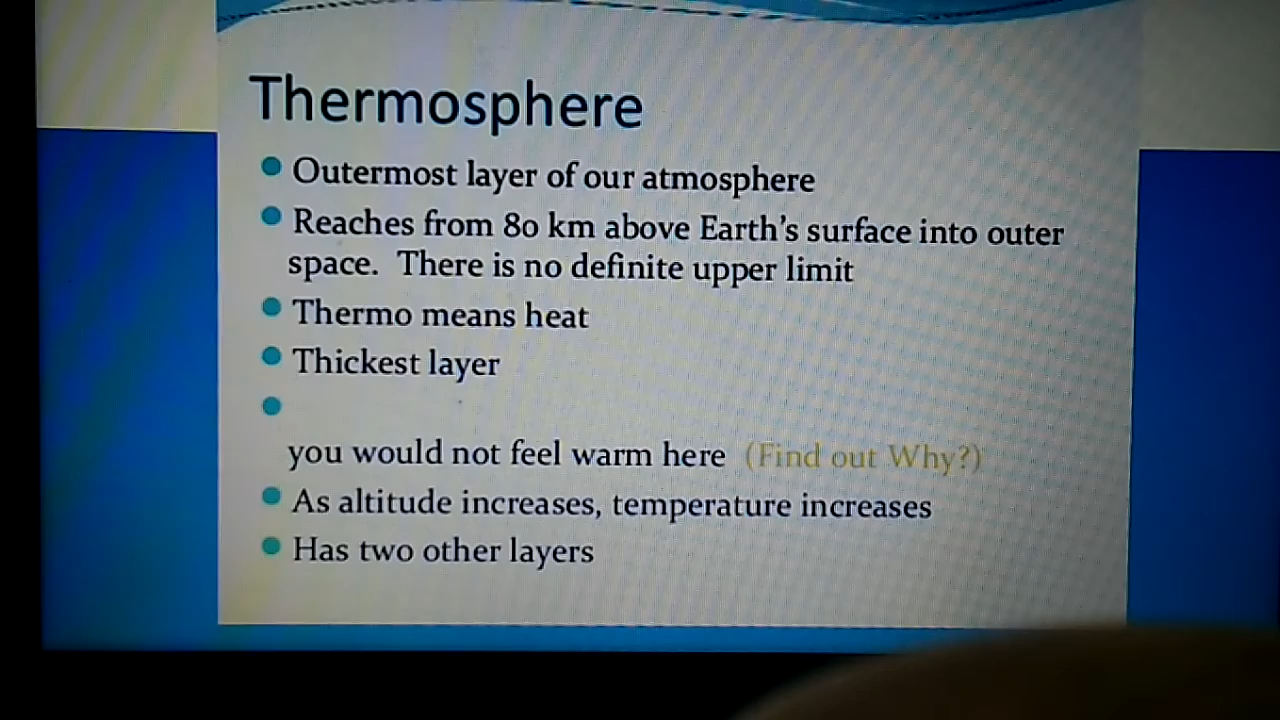 Thermosphere
Outermost layer of our atmosphere
Reaches from 80 km above Earth's surface into outer
space.  There is no definite upper limit
Thermo means heat
Thickest layer
you would not feel warm here (Find out Why?)
As altitude increases, temperature increases
Has two other layers